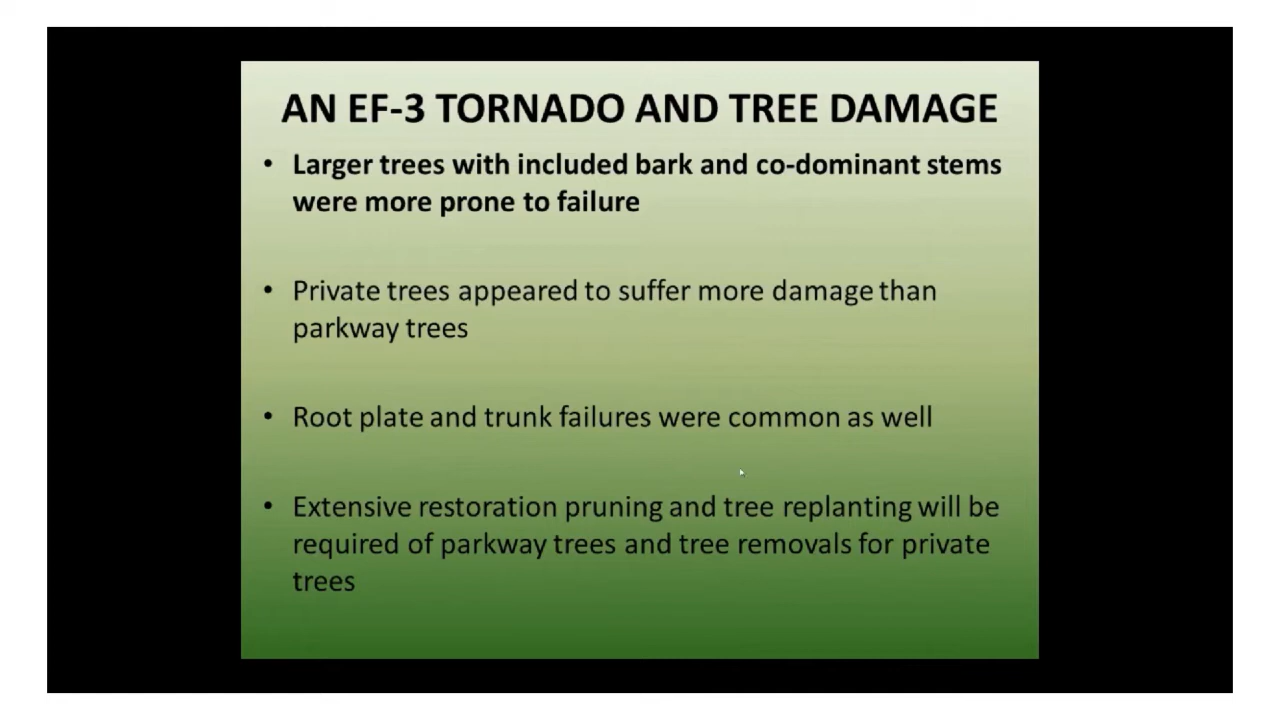 AN EF-3 TORNADO AND TREE DAMAGE
• Larger trees with included bark and co-dominant stems
were more prone to failure
• Private trees appeared to suffer more damage than
parkway trees
• Root plate and trunk failures were common as well
• Extensive restoration pruning and tree replanting will be
required of parkway trees and tree removals for private
trees